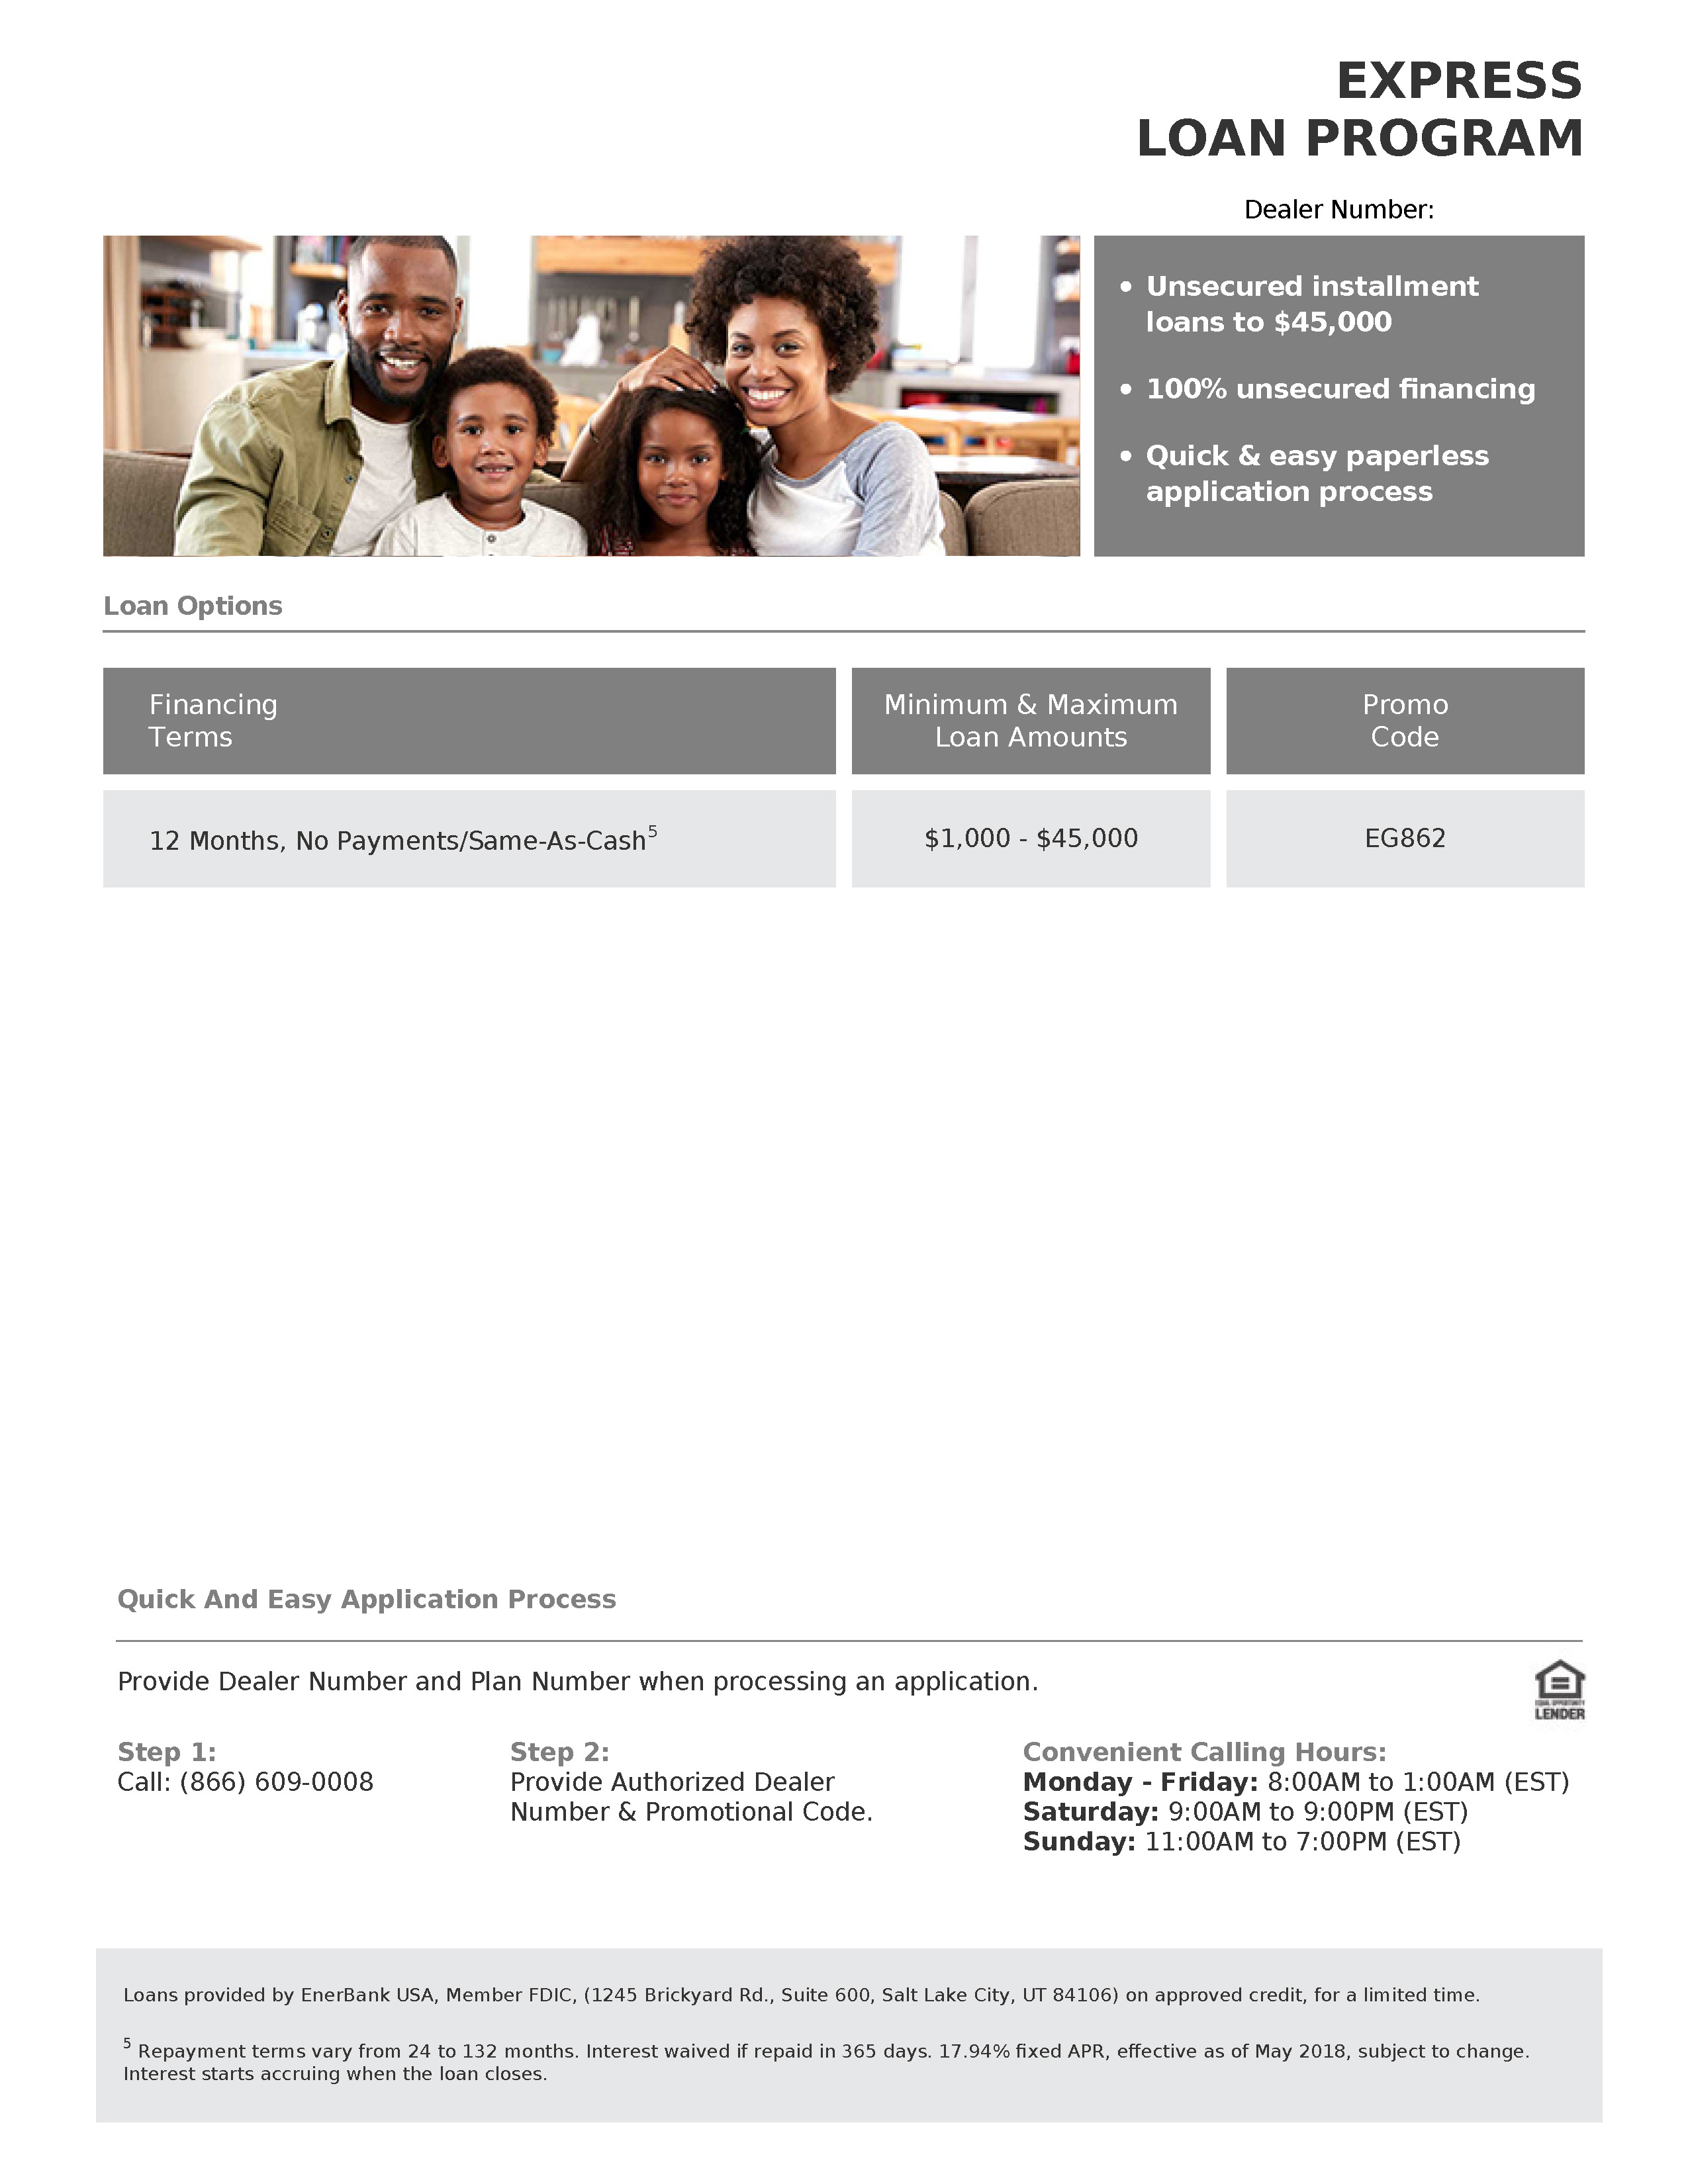 EXPRESS
LOAN PROGRAM
Dealer Number:
• Unsecured installment
loans to $45,000
• 100% unsecured financing
• Quick & easy paperless
application process
Loan Options
Financing
Terms
Minimum & Maximum
Loan Amounts
Promo
Code
12 Months, No Payments/Same-As-Cash5
$1,000 - $45,000
EG862
Quick And Easy Application Process
Provide Dealer Number and Plan Number when processing an application.
EQUAL OPPORTUNITY
LENDER
Step 1:
Call: (866) 609-0008
Step 2:
Provide Authorized Dealer
Number & Promotional Code.
Convenient Calling Hours:
Monday - Friday: 8:00AM to 1:00AM (EST)
Saturday: 9:00AM to 9:00PM (EST)
Sunday: 11:00AM to 7:00PM (EST)
Loans provided by EnerBank USA, Member FDIC, (1245 Brickyard Rd., Suite 600, Salt Lake City, UT 84106) on approved credit, for a limited time.
5 Repayment terms vary from 24 to 132 months. Interest waived if repaid in 365 days. 17.94% fixed APR, effective as of May 2018, subject to change.
Interest starts accruing when the loan closes.